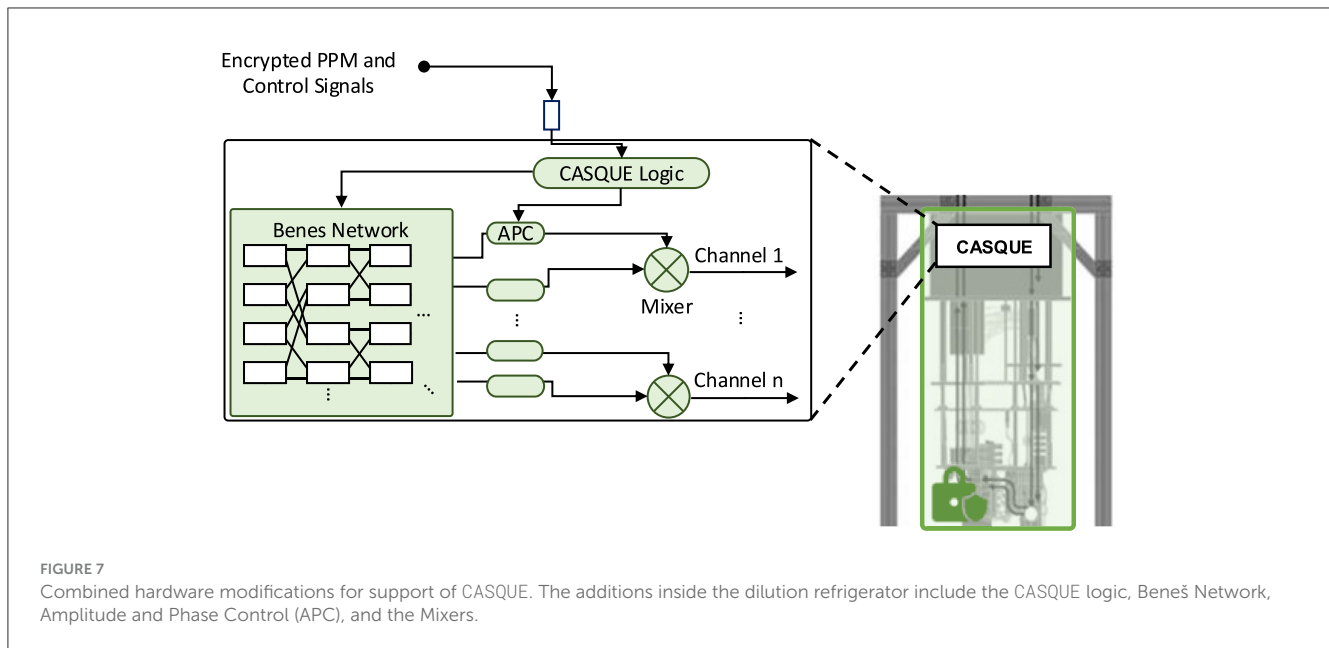 Encrypted PPM and
Control Signals
CASQUE Logic
Benes Network
APC
Channel 1
Mixer
...
⋮
⋮
Channel n
⋱
⋮
CASQUE
FIGURE 7
Combined hardware modifications for support of CASQUE. The additions inside the dilution refrigerator include the CASQUE logic, Beneš Network,
Amplitude and Phase Control (APC), and the Mixers.